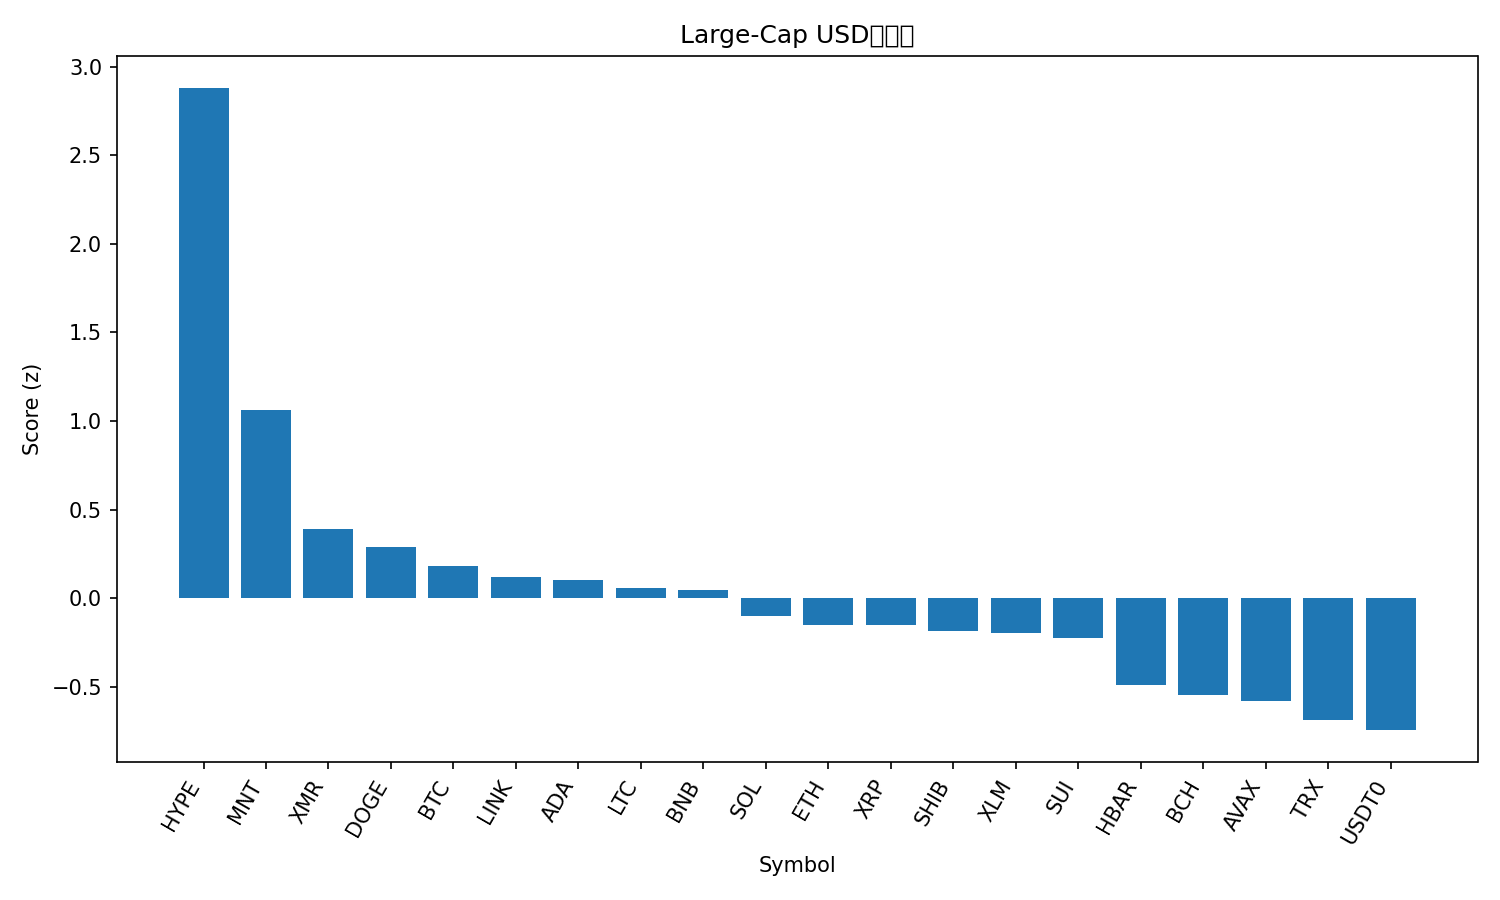 Large-Cap USD
Score (z)
3.0
2.5
2.0
1.5
1.0
0.5
0.0
−0.5
HYPE
MNT
XMR
DOGE
BTC
LINK
ADA
LTC
BNB
SOL
ETH
XRP
SHIB
XLM
SUI
HBAR
BCH
AVAX
TRX
USDT0
Symbol